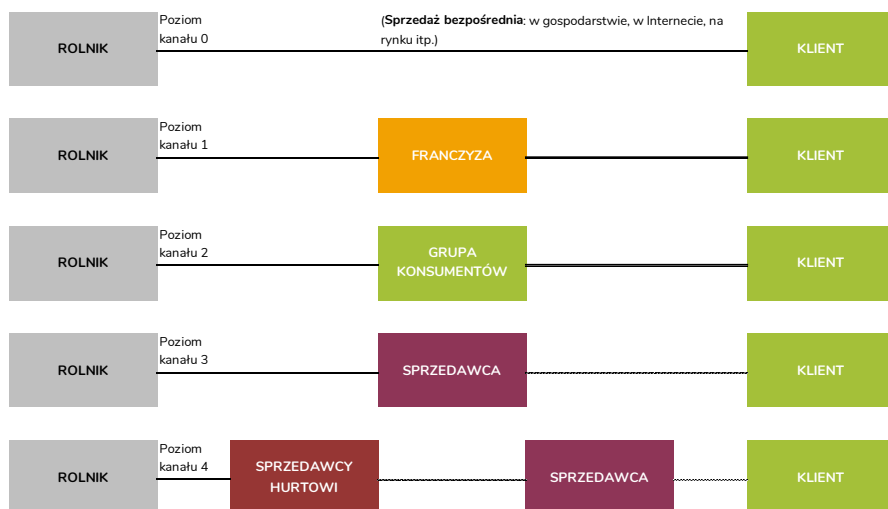 ROLNIK
Poziom
kanału 0
(Sprzedaż bezpośrednia: w gospodarstwie, w Internecie, na
rynku itp.)
KLIENT
ROLNIK
Poziom
kanału 1
FRANCZYZA
KLIENT
ROLNIK
Poziom
kanału 2
GRUPA
KONSUMENTÓW
KLIENT
ROLNIK
Poziom
kanału 3
SPRZEDAWCA
KLIENT
ROLNIK
Poziom
kanału 4
SPRZEDAWCY
HURTOWI
SPRZEDAWCA
KLIENT